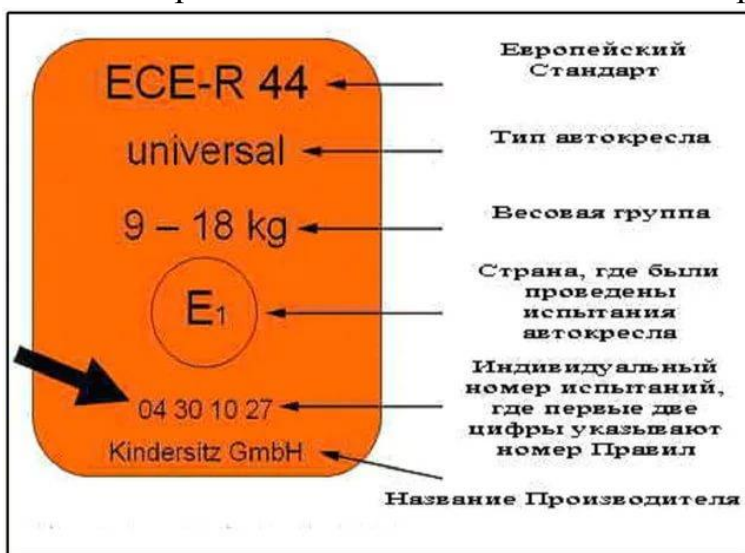 ECE-R 44
Европейский
Стандарт
universal
Тип автокресла
9 – 18 kg
Весовая группа
E1
Страна, где были
проведены
испытания
автокресла
04 30 10 27
Индивидуальный
номер испытаний,
где первые две
цифры указывают
номер Правил
Kindersitz GmbH
Название Производителя